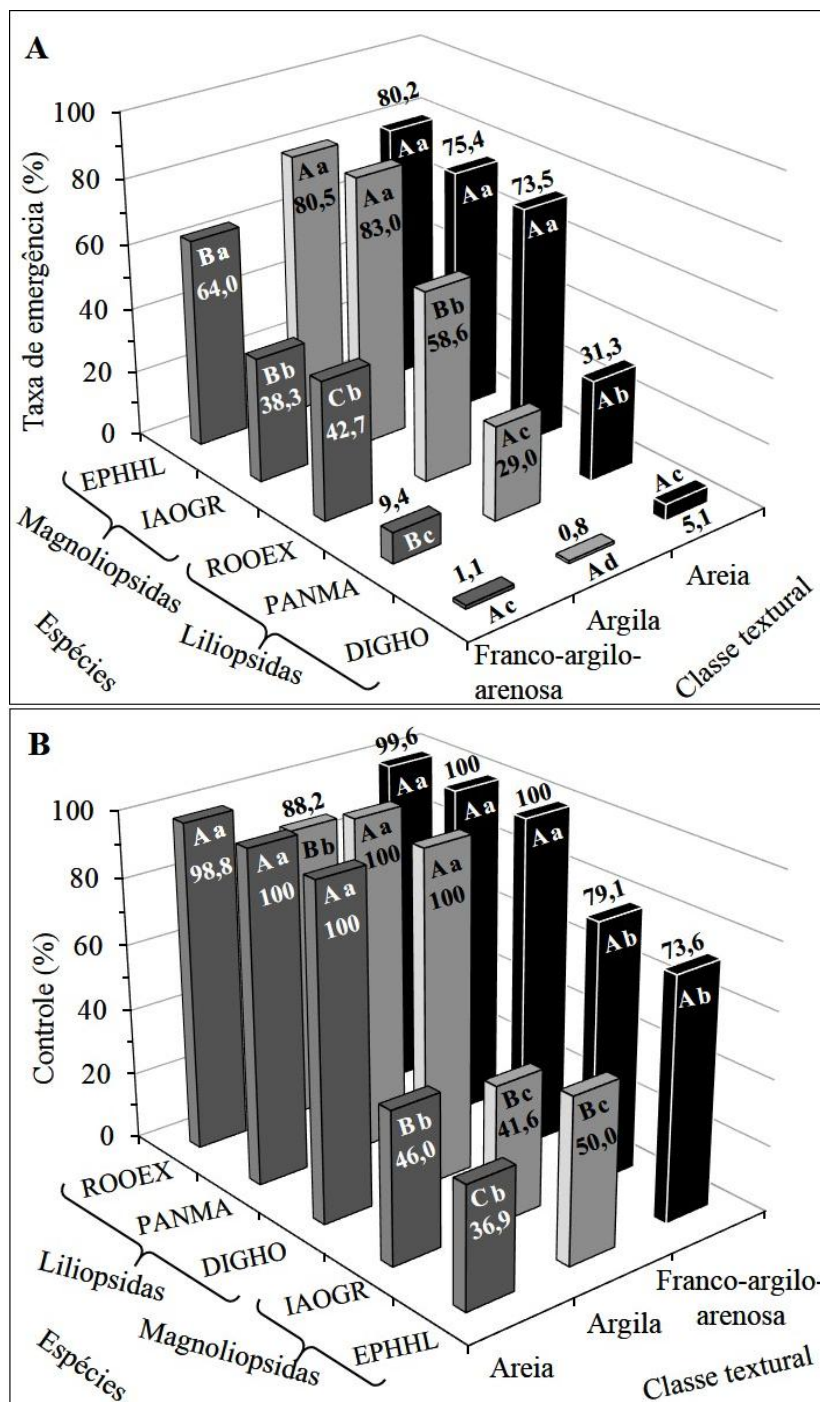 A
Taxa de emergência (%)
100
80
60
40
20
0
80,2
Aa
75,4
Aa
73,5
Aa
31,3
Ab
Ac
5,1
Aa
80,5
Aa
83,0
Bb
58,6
Ac
29,0
0,8
Ad
Ba
64,0
Bb
38,3
Cb
42,7
9,4
Bc
1,1
Ac
EPHHL
IAOGR
ROOEX
PANMA
DIGHO
Magnoliopsidas
Liliopsidas
Espécies
Franco-argilo-
arenosa
Argila
Areia
Classe textural
B
Controle (%)
100
80
60
40
20
0
99,6
Aa
100
Aa
100
Aa
79,1
Ab
73,6
Ab
88,2
Bb
Aa
100
Aa
100
Bc
41,6
Bc
50,0
Aa
98,8
Aa
100
Aa
100
Bb
46,0
Cb
36,9
ROOEX
PANMA
DIGHO
IAOGR
EPHHL
Liliopsidas
Magnoliopsidas
Espécies
Areia
Argila
Franco-argilo-
arenosa
Classe textural